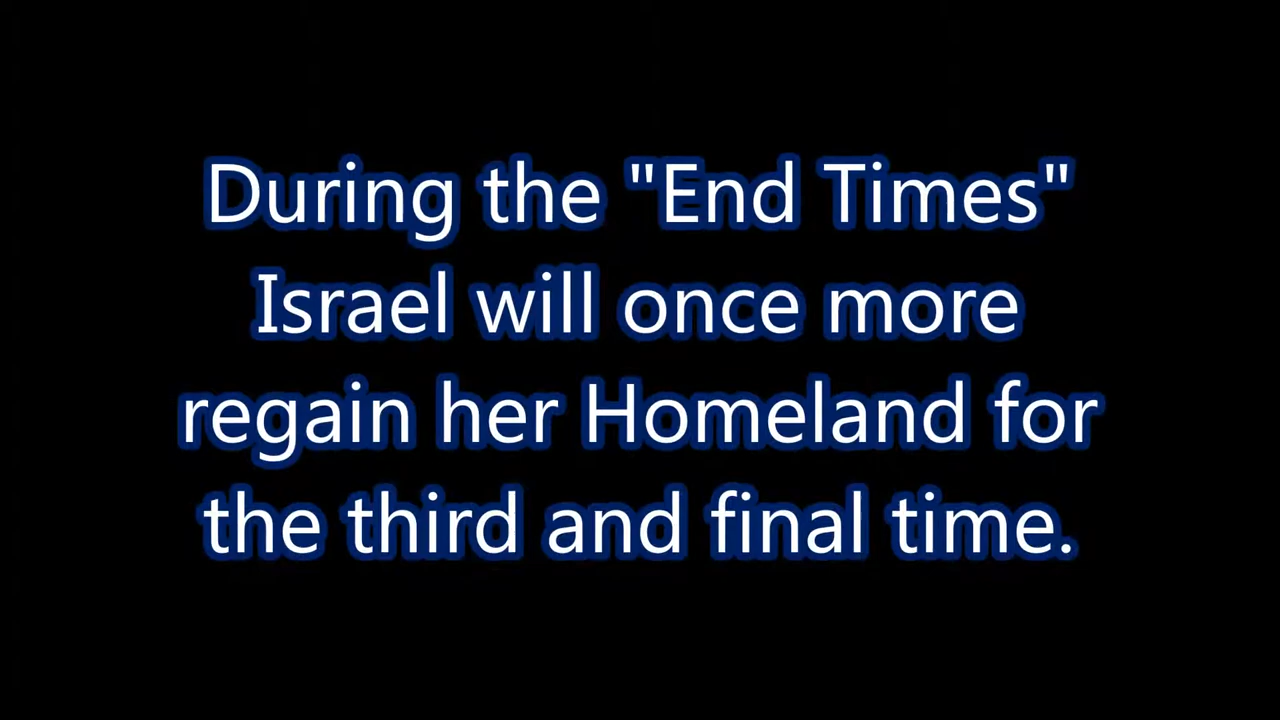 During the "End Times"
Israel will once more
regain her Homeland for
the third and final time.